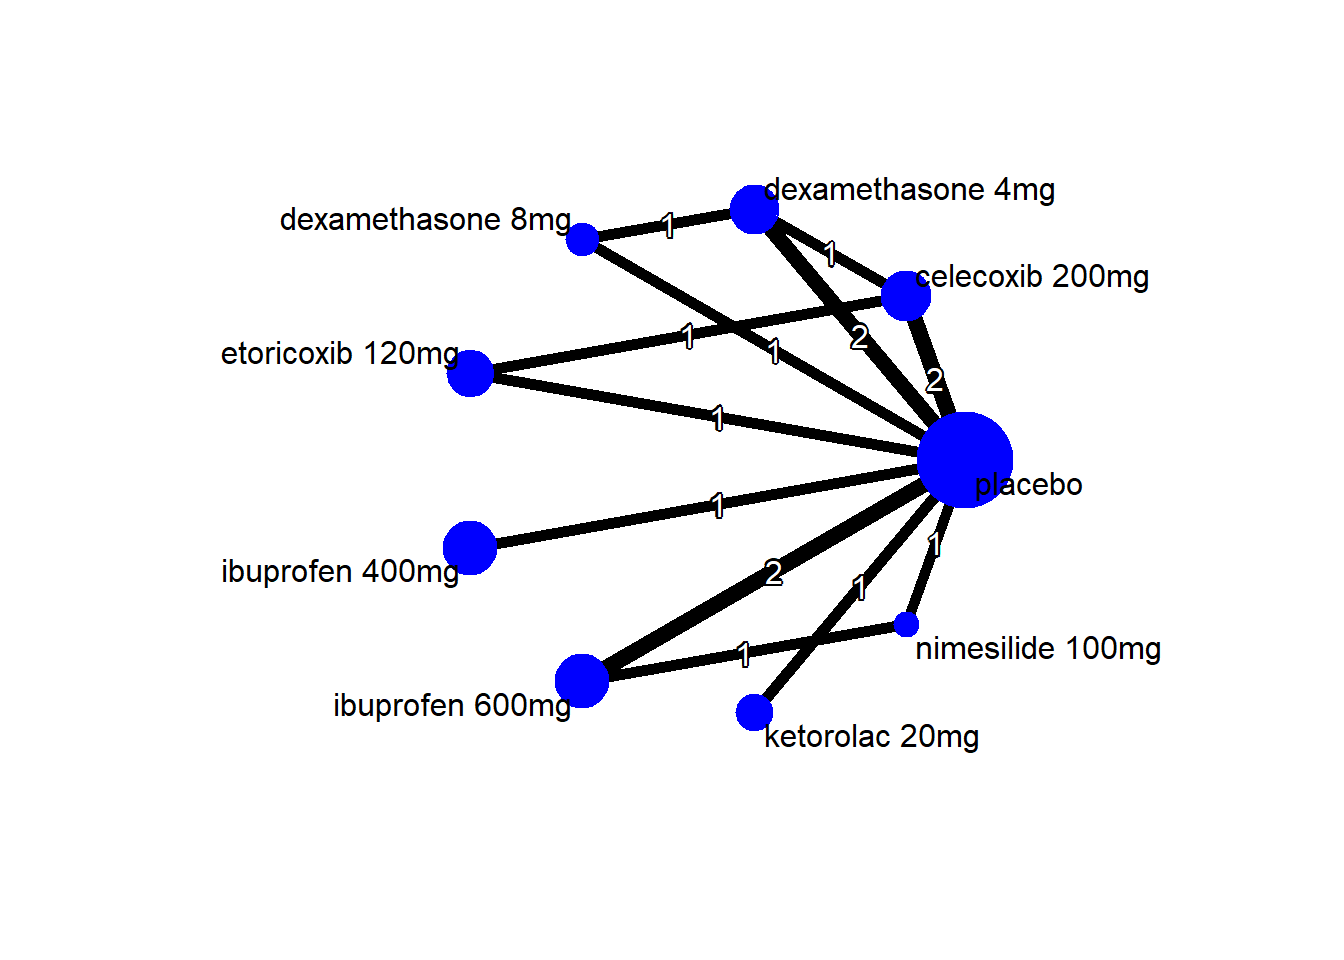 dexamethasone 4mg
dexamethasone 8mg
1
1
celecoxib 200mg
1
2
etoricoxib 120mg
1
2
1
placebo
1
ibuprofen 400mg
1
2
1
nimesilide 100mg
1
ibuprofen 600mg
ketorolac 20mg